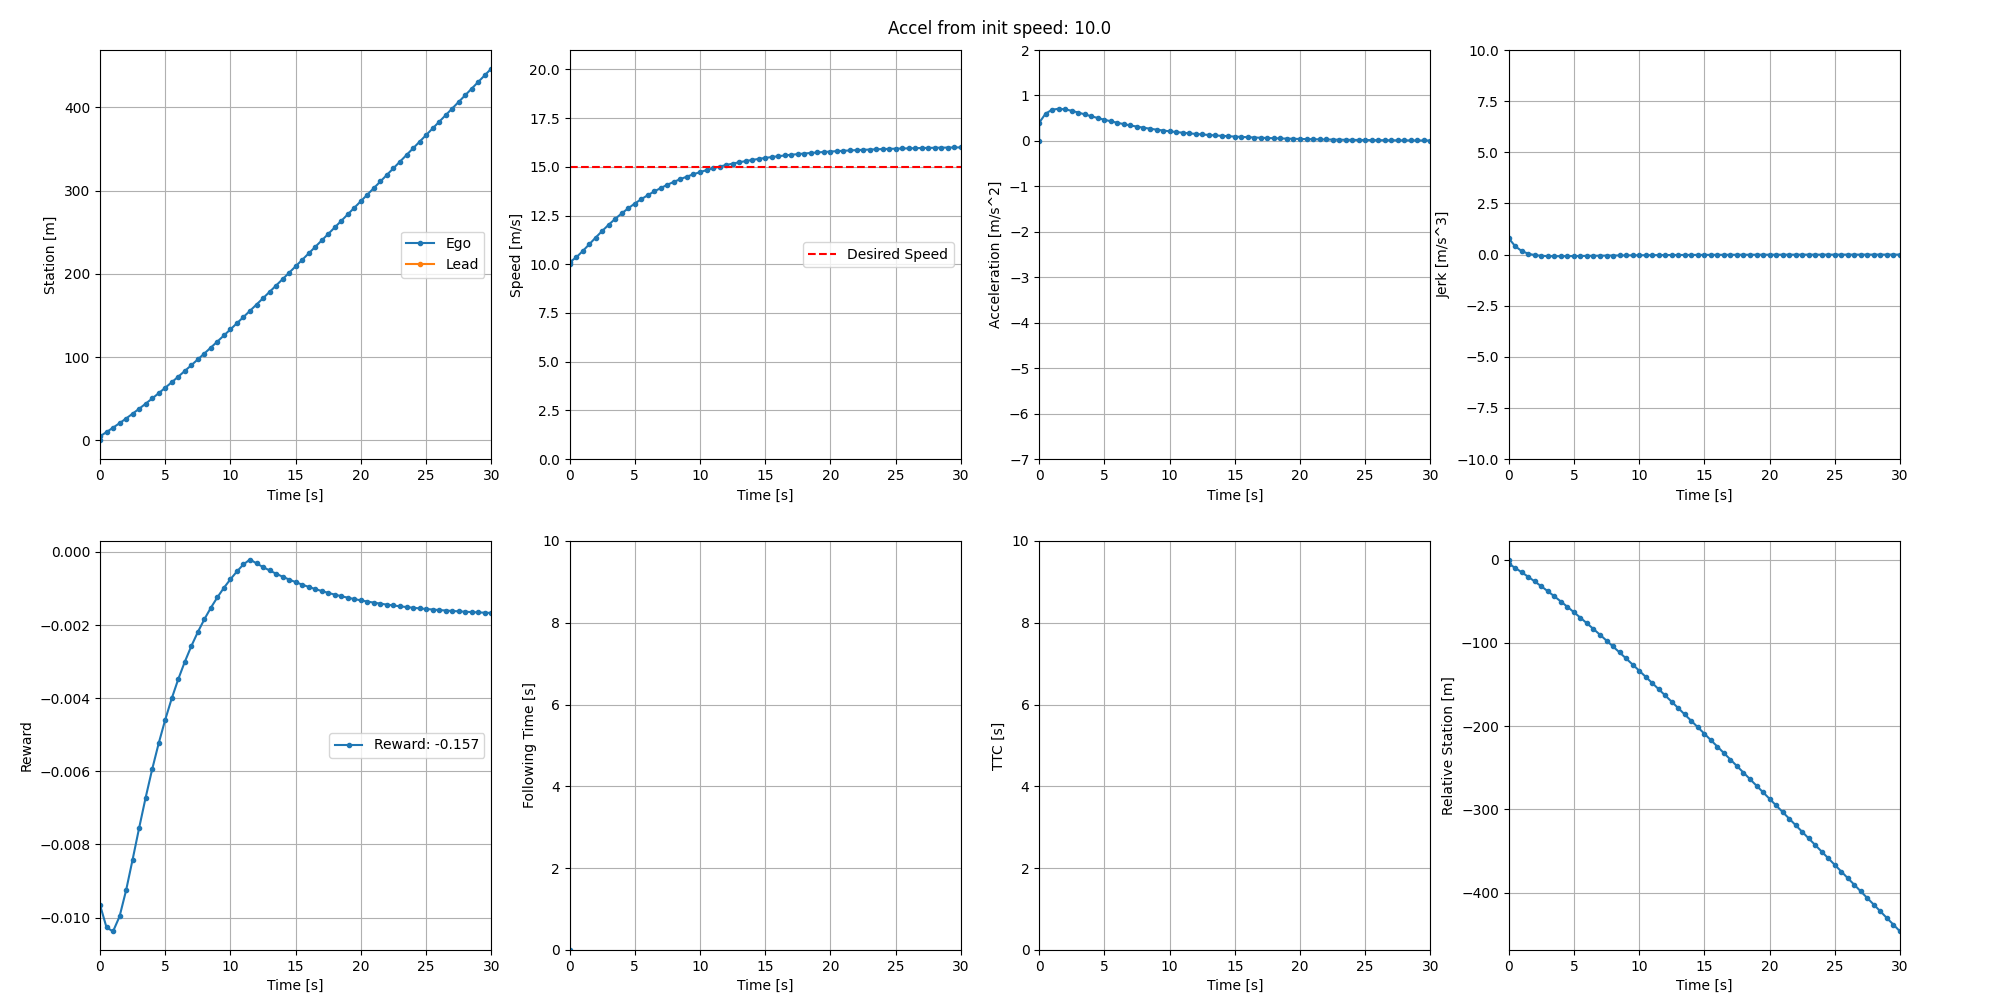 Accel from init speed: 10.0
400
300
200
100
0
Station [m]
0 5 10 15 20 25 30
Time [s]
Ego
Lead
20.0
17.5
15.0
12.5
10.0
7.5
5.0
2.5
0.0
Speed [m/s]
0 5 10 15 20 25 30
Time [s]
Desired Speed
2
1
0
−1
−2
−3
−4
−5
−6
−7
Acceleration [m/s^2]
0 5 10 15 20 25 30
Time [s]
10.0
7.5
5.0
2.5
0.0
−2.5
−5.0
−7.5
−10.0
Jerk [m/s^3]
0 5 10 15 20 25 30
Time [s]
0.000
−0.002
−0.004
−0.006
−0.008
−0.010
Reward
0 5 10 15 20 25 30
Time [s]
Reward: -0.157
10
8
6
4
2
0
Following Time [s]
0 5 10 15 20 25 30
Time [s]
10
8
6
4
2
0
TTC [s]
0 5 10 15 20 25 30
Time [s]
0
−100
−200
−300
−400
Relative Station [m]
0 5 10 15 20 25 30
Time [s]